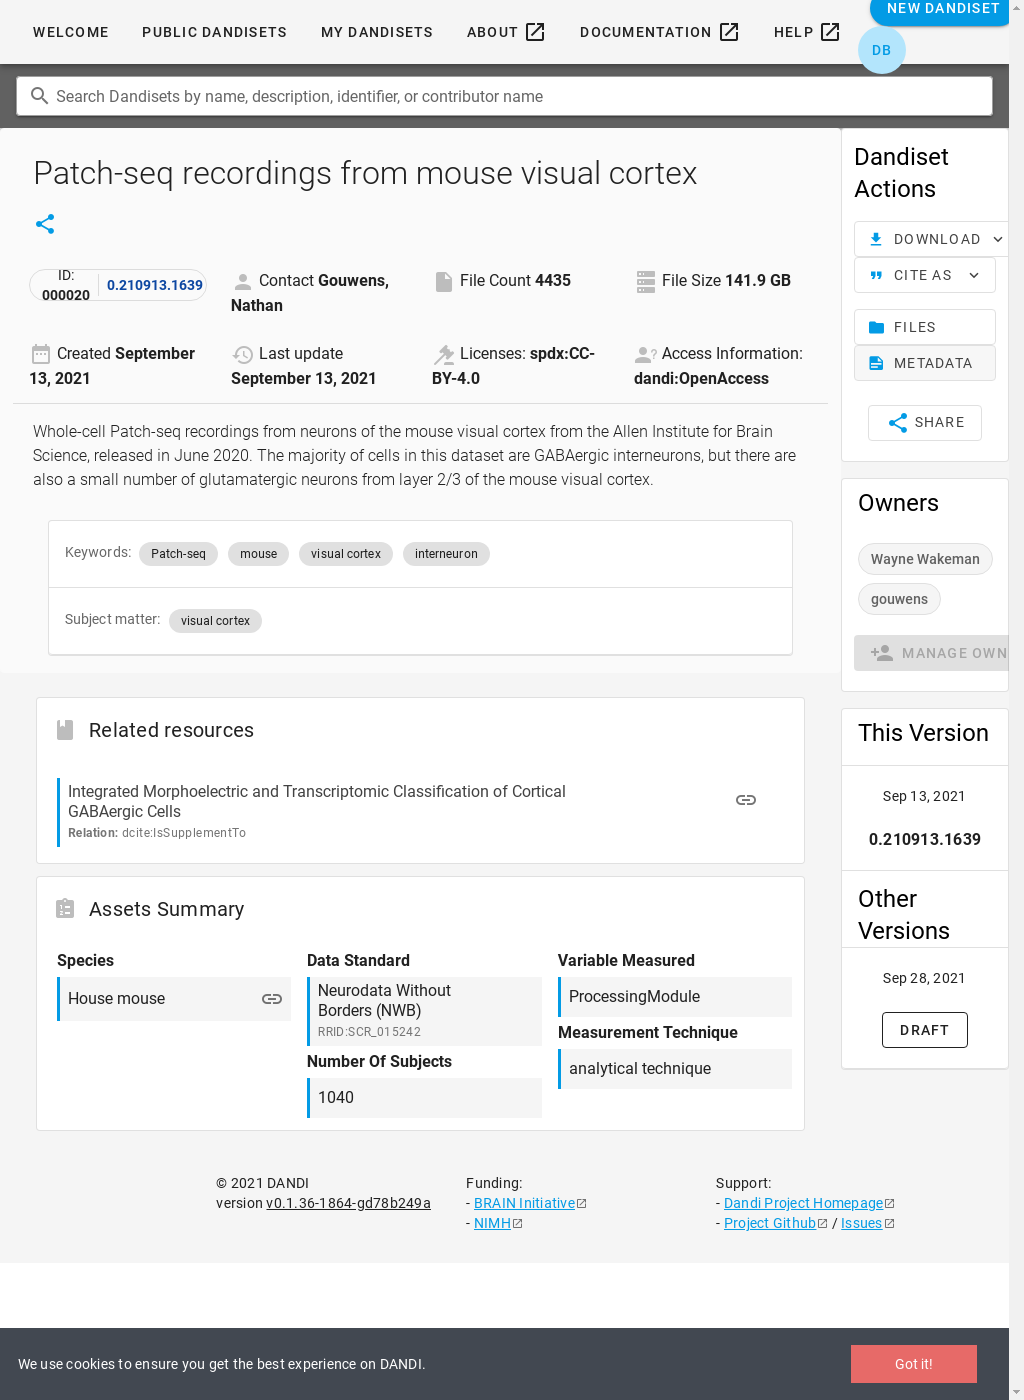 WELCOME PUBLIC DANDISETS MY DANDISETS ABOUT DOCUMENTATION HELP NEW DANDISET
DB
Search Dandisets by name, description, identifier, or contributor name
Patch-seq recordings from mouse visual cortex
ID: 000020 0.210913.1639
Contact Gouwens, Nathan
File Count 4435
File Size 141.9 GB
Created September 13, 2021
Last update September 13, 2021
Licenses: spdx:CC-BY-4.0
Access Information: dandi:OpenAccess
Whole-cell Patch-seq recordings from neurons of the mouse visual cortex from the Allen Institute for Brain
Science, released in June 2020. The majority of cells in this dataset are GABAergic interneurons, but there are
also a small number of glutamatergic neurons from layer 2/3 of the mouse visual cortex.
Keywords: Patch-seq mouse visual cortex interneuron
Subject matter: visual cortex
Related resources
Integrated Morphoelectric and Transcriptomic Classification of Cortical
GABAergic Cells
Relation: dcite:IsSupplementTo
Assets Summary
Species
House mouse
Data Standard
Neurodata Without
Borders (NWB)
RRID:SCR_015242
Number Of Subjects
1040
Variable Measured
ProcessingModule
Measurement Technique
analytical technique
Dandiset
Actions
DOWNLOAD
CITE AS
FILES
METADATA
SHARE
Owners
Wayne Wakeman
gouwens
MANAGE OWN
This Version
Sep 13, 2021
0.210913.1639
Other
Versions
Sep 28, 2021
DRAFT
© 2021 DANDI
version v0.1.36-1864-gd78b249a
Funding:
- BRAIN Initiative
- NIMH
Support:
- Dandi Project Homepage
- Project Github / Issues
We use cookies to ensure you get the best experience on DANDI.
Got it!